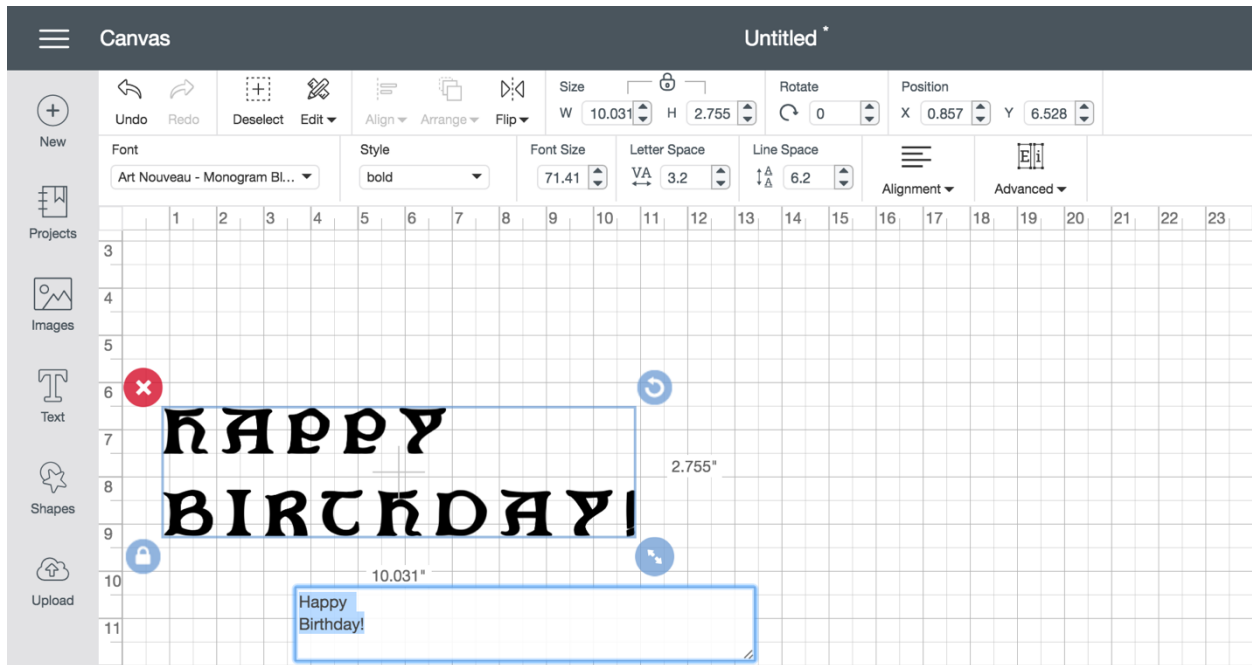 Canvas
Untitled *
Undo Redo Deselect Edit Align Arrange Flip Size W 10.031 H 2.755 Rotate 0 Position X 0.857 Y 6.528
New
Font Style Font Size Letter Space Line Space
Art Nouveau - Monogram Bl... bold 71.41 VA 3.2 A A 6.2 Alignment E i Advanced
Projects
1 2 3 4 5 6 7 8 9 10 11 12 13 14 15 16 17 18 19 20 21 22 23
3
4
Images
5
6
Text
HAPPY
7
2.755"
8
Shapes
BIRTHDAY!
9
10.031"
10
Upload
Happy
Birthday!
11